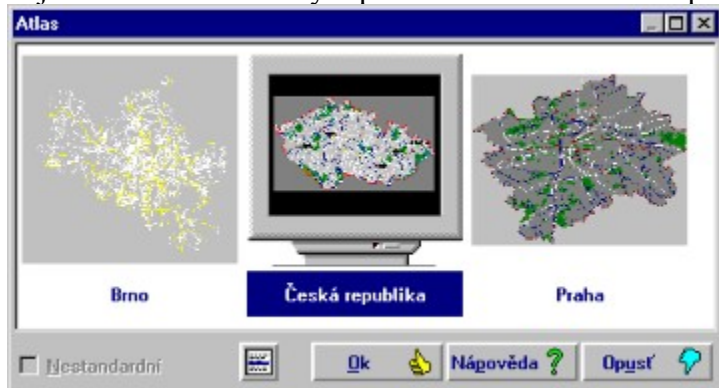 Atlas
Brno
Česká republika
Praha
Nestandardní
Ok
Nápověda
Opusť